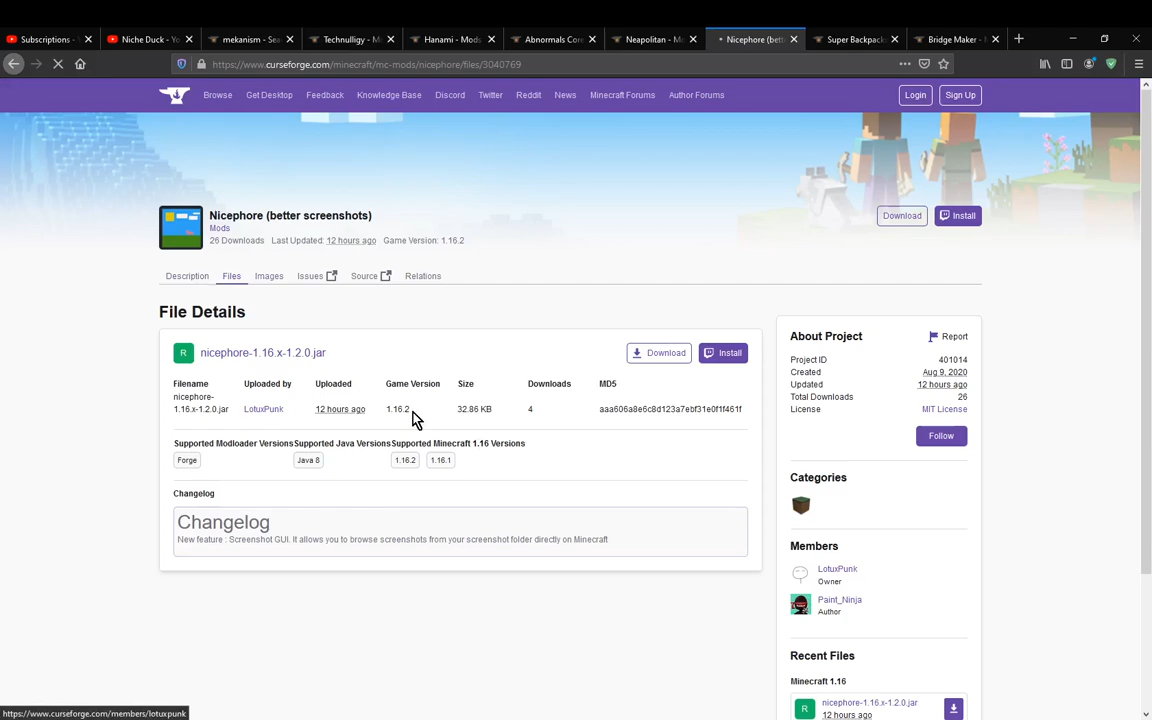 Subscriptions - Y
Niche Duck - Yo
mekanism - Sea
Technulligy - M
Hanami - Mods
Abnormals Core
Neapolitan - Mo
Nicephore (bett
Super Backpack
Bridge Maker - M
https://www.curseforge.com/minecraft/mc-mods/nicephore/files/3040769
Browse Get Desktop Feedback Knowledge Base Discord Twitter Reddit News Minecraft Forums Author Forums Login Sign Up
Nicephore (better screenshots)
Mods
26 Downloads Last Updated: 12 hours ago Game Version: 1.16.2
Download Install
Description Files Images Issues Source Relations
File Details
R nicephore-1.16.x-1.2.0.jar Download Install
Filename Uploaded by Uploaded Game Version Size Downloads MD5
nicephore-
1.16.x-1.2.0.jar LotuxPunk 12 hours ago 1.16.2 32.86 KB 4 aaa606a8e6c8d123a7ebf31e0f1f461f
Supported Modloader Versions Supported Java Versions Supported Minecraft 1.16 Versions
Forge Java 8 1.16.2 1.16.1
Changelog
Changelog
New feature : Screenshot GUI. It allows you to browse screenshots from your screenshot folder directly on Minecraft
About Project Report
Project ID 401014
Created Aug 9, 2020
Updated 12 hours ago
Total Downloads 26
License MIT License
Follow
Categories
Members
LotuxPunk
Owner
Paint_Ninja
Author
Recent Files
Minecraft 1.16
R nicephore-1.16.x-1.2.0.jar
12 hours ago
https://www.curseforge.com/members/lotuxpunk